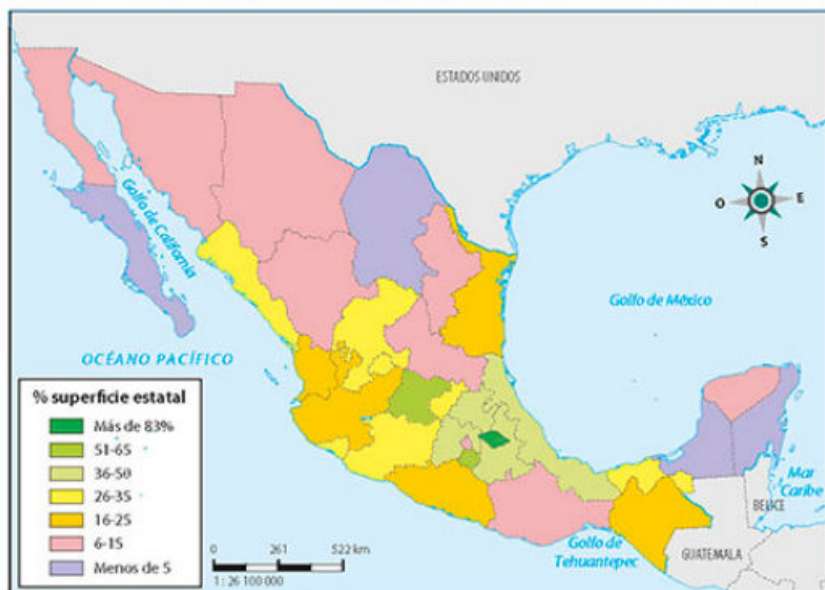 ESTADOS UNIDOS
N
O
E
S
Golfo de California
Golfo de México
OCÉANO PACÍFICO
% superficie estatal
Más de 83%
51-65
36-50
26-35
16-25
6-15
Menos de 5
0 261 522 km
1 : 26 100 000
Golfo de
Tehuantepec
Mar
Caribe
BELICE
GUATEMALA